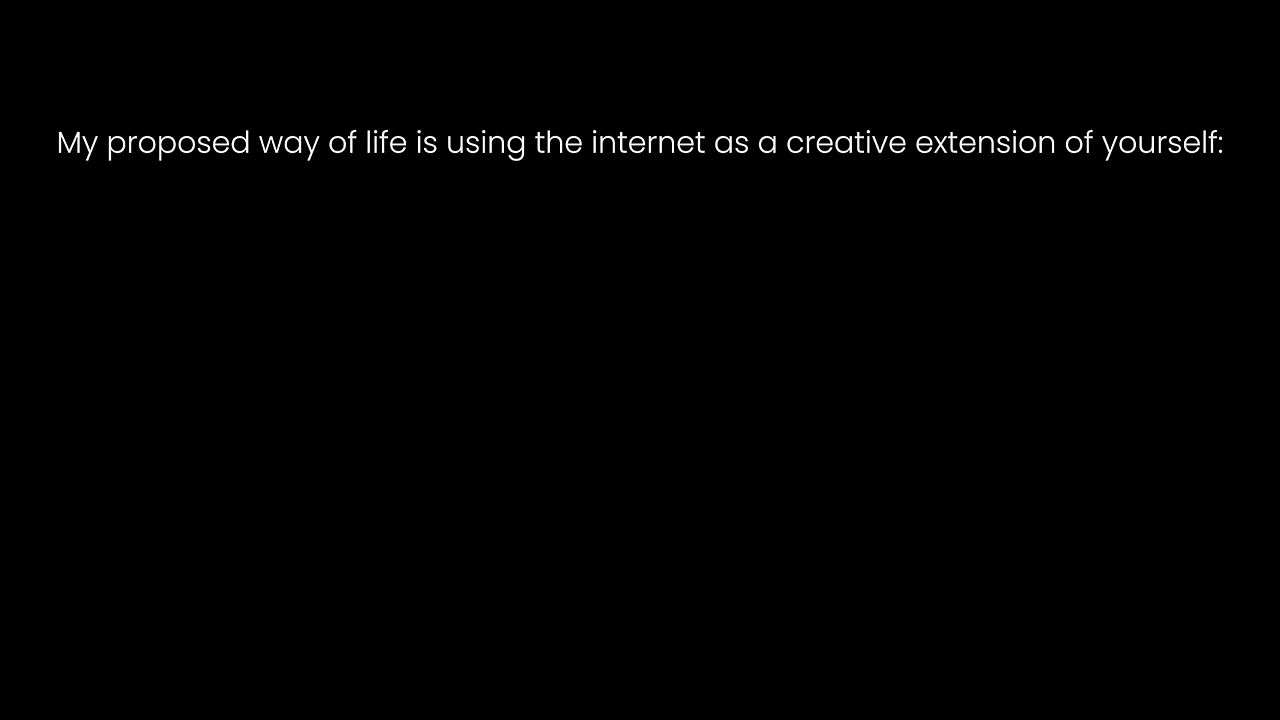 My proposed way of life is using the internet as a creative extension of yourself: